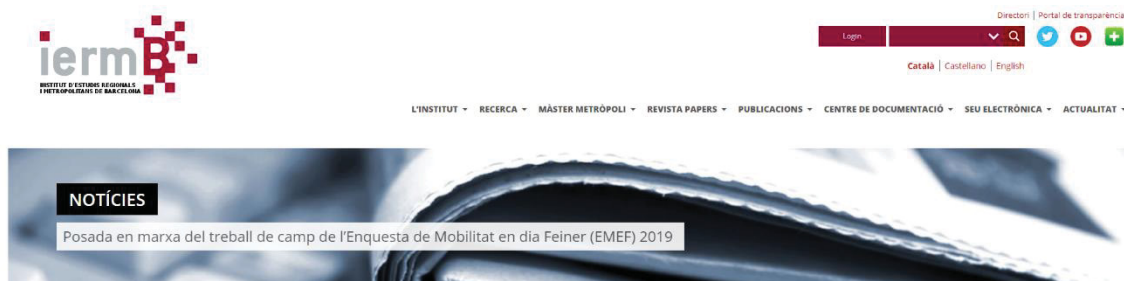 Directori | Portal de transparència
iermB
INSTITUT D'ESTUDIS REGIONALS
I METROPOLITANS DE BARCELONA
Login
Català | Castellano | English
L'INSTITUT RECERCA MÀSTER METRÒPOLI REVISTA PAPERS PUBLICACIONS CENTRE DE DOCUMENTACIÓ SEU ELECTRÒNICA ACTUALITAT
NOTÍCIES
Posada en marxa del treball de camp de l'Enquesta de Mobilitat en dia Feiner (EMEF) 2019